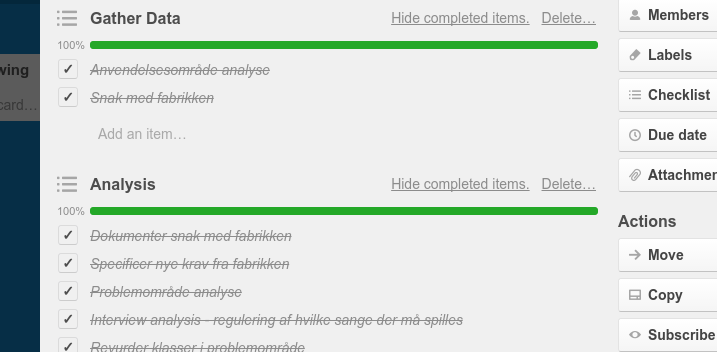 Gather Data
Hide completed items. Delete…
100%
Anvendelsesområde analyse
Snak med fabrikken
Add an item…
Analysis
Hide completed items. Delete…
100%
Dokumenter snak med fabrikken
Specificer nye krav fra fabrikken
Problemområde analyse
Interview analysis - regulering af hvilke sange der må spilles
Revurder klasser i problemområde
wing
card…
Members
Labels
Checklist
Due date
Attachmen
Actions
Move
Copy
Subscribe